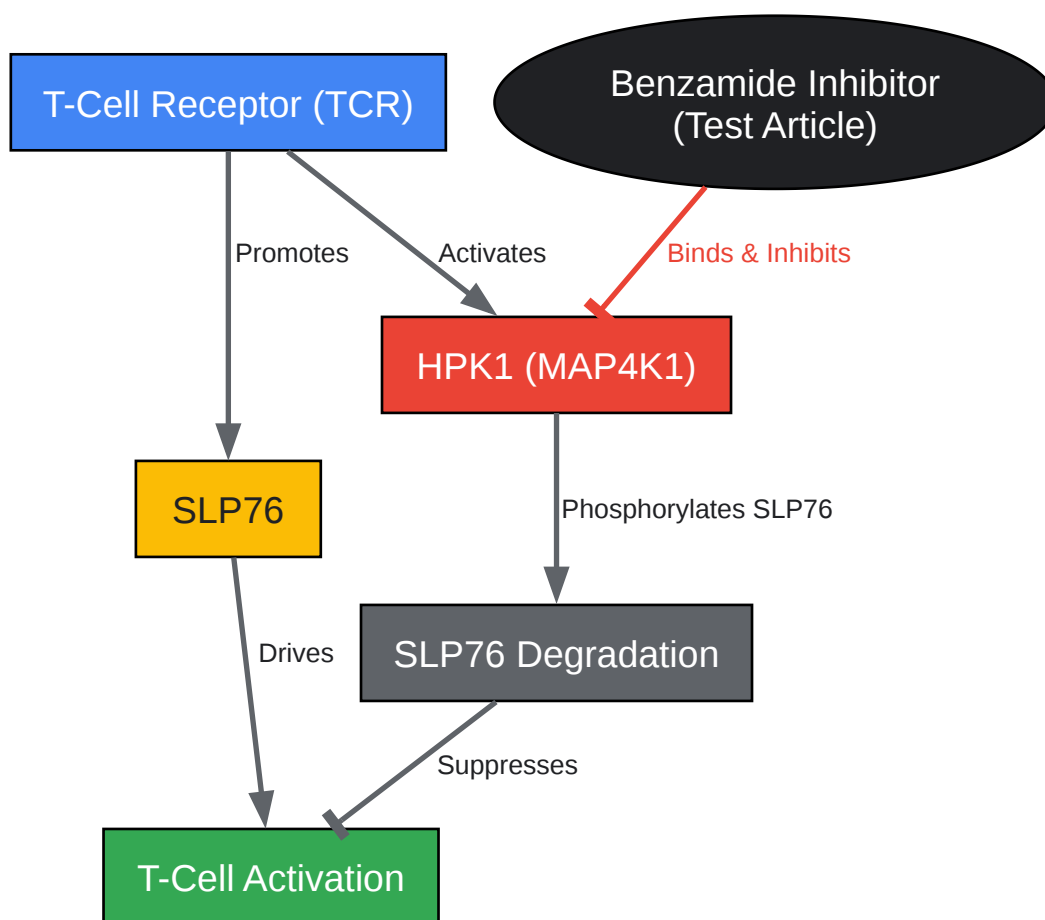 T-Cell Receptor (TCR)
Benzamide Inhibitor
(Test Article)
Promotes
Activates
Binds & Inhibits
HPK1 (MAP4K1)
SLP76
Phosphorylates SLP76
Drives
SLP76 Degradation
Suppresses
T-Cell Activation